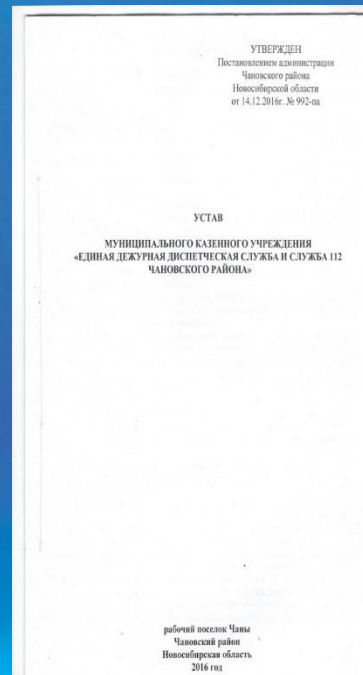 УТВЕРЖДЕН
Постановлением администрации
Чановского района
Новосибирской области
от 14.12.2016г. № 992-па
УСТАВ
МУНИЦИПАЛЬНОГО КАЗЕННОГО УЧРЕЖДЕНИЯ
«ЕДИНАЯ ДЕЖУРНАЯ ДИСПЕТЧЕСКАЯ СЛУЖБА И СЛУЖБА 112
ЧАНОВСКОГО РАЙОНА»
рабочий поселок Чаны
Чановский район
Новосибирская область
2016 год